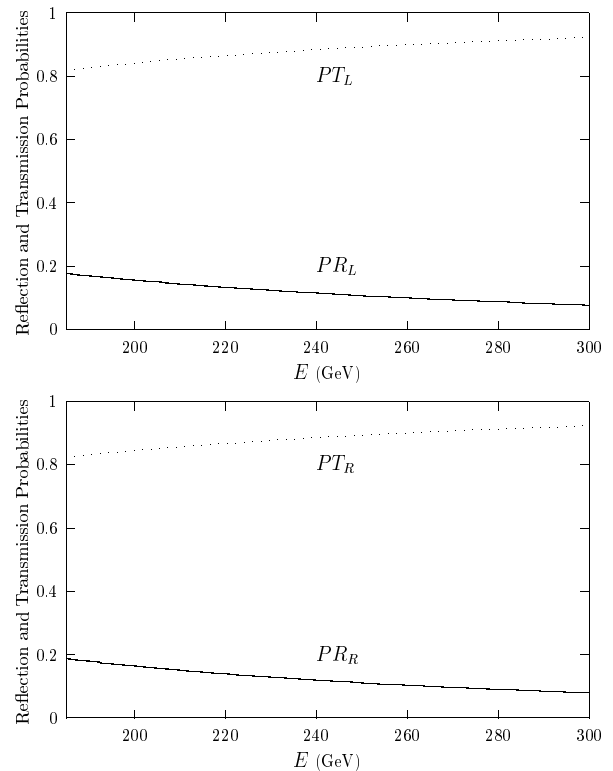 Reflection and Transmission Probabilities
1
0.8
0.6
0.4
0.2
0
PT_L
PR_L
200 220 240 260 280 300
E (GeV)
Reflection and Transmission Probabilities
1
0.8
0.6
0.4
0.2
0
PT_R
PR_R
200 220 240 260 280 300
E (GeV)